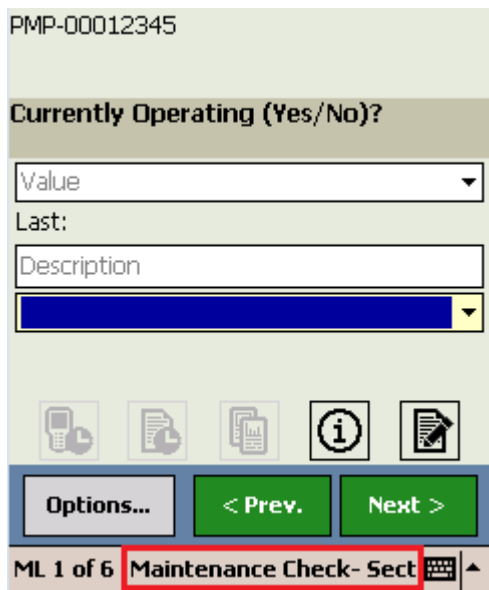 PMP-00012345
Currently Operating (Yes/No)?
Value
Last:
Description
Options... < Prev. Next >
ML 1 of 6 Maintenance Check- Sect